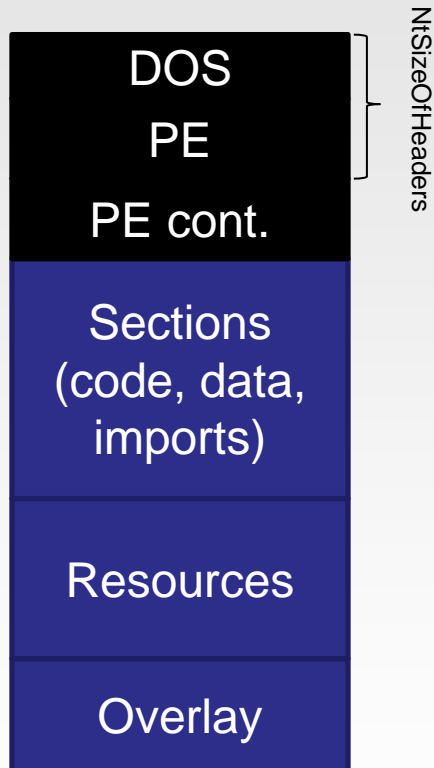 DOS
PE
PE cont.
Sections
(code, data,
imports)
Resources
Overlay
NtSizeOfHeaders